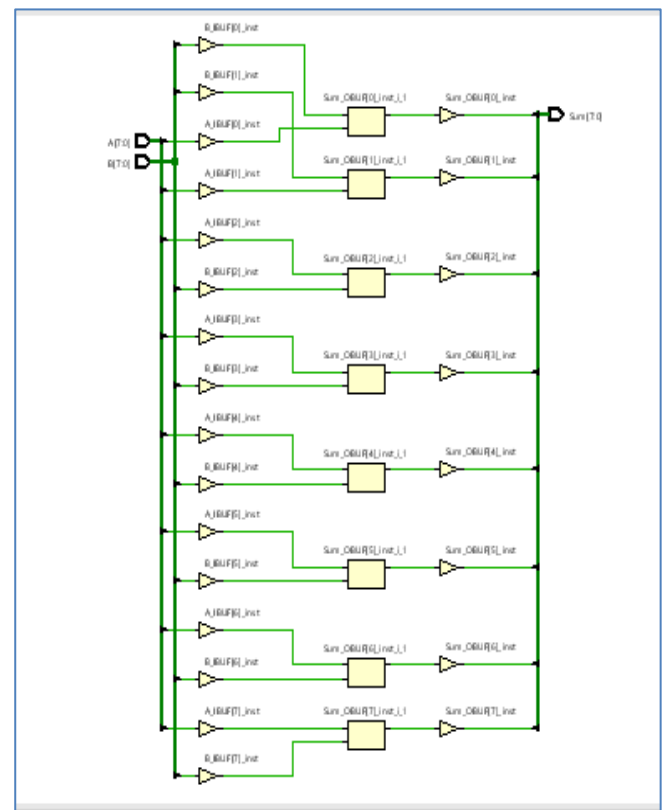 B_IBUF[0]_inst
B_IBUF[1]_inst
Sum_OBUF[0]_inst_i_1
Sum_OBUF[0]_inst
Sum[7:0]
A_IBUF[0]_inst
A[7:0]
B[7:0]
Sum_OBUF[1]_inst_i_1
Sum_OBUF[1]_inst
A_IBUF[1]_inst
A_IBUF[2]_inst
Sum_OBUF[2]_inst_i_1
Sum_OBUF[2]_inst
B_IBUF[2]_inst
A_IBUF[3]_inst
Sum_OBUF[3]_inst_i_1
Sum_OBUF[3]_inst
B_IBUF[3]_inst
A_IBUF[4]_inst
Sum_OBUF[4]_inst_i_1
Sum_OBUF[4]_inst
B_IBUF[4]_inst
A_IBUF[5]_inst
Sum_OBUF[5]_inst_i_1
Sum_OBUF[5]_inst
B_IBUF[5]_inst
A_IBUF[6]_inst
Sum_OBUF[6]_inst_i_1
Sum_OBUF[6]_inst
B_IBUF[6]_inst
A_IBUF[7]_inst
Sum_OBUF[7]_inst_i_1
Sum_OBUF[7]_inst
B_IBUF[7]_inst